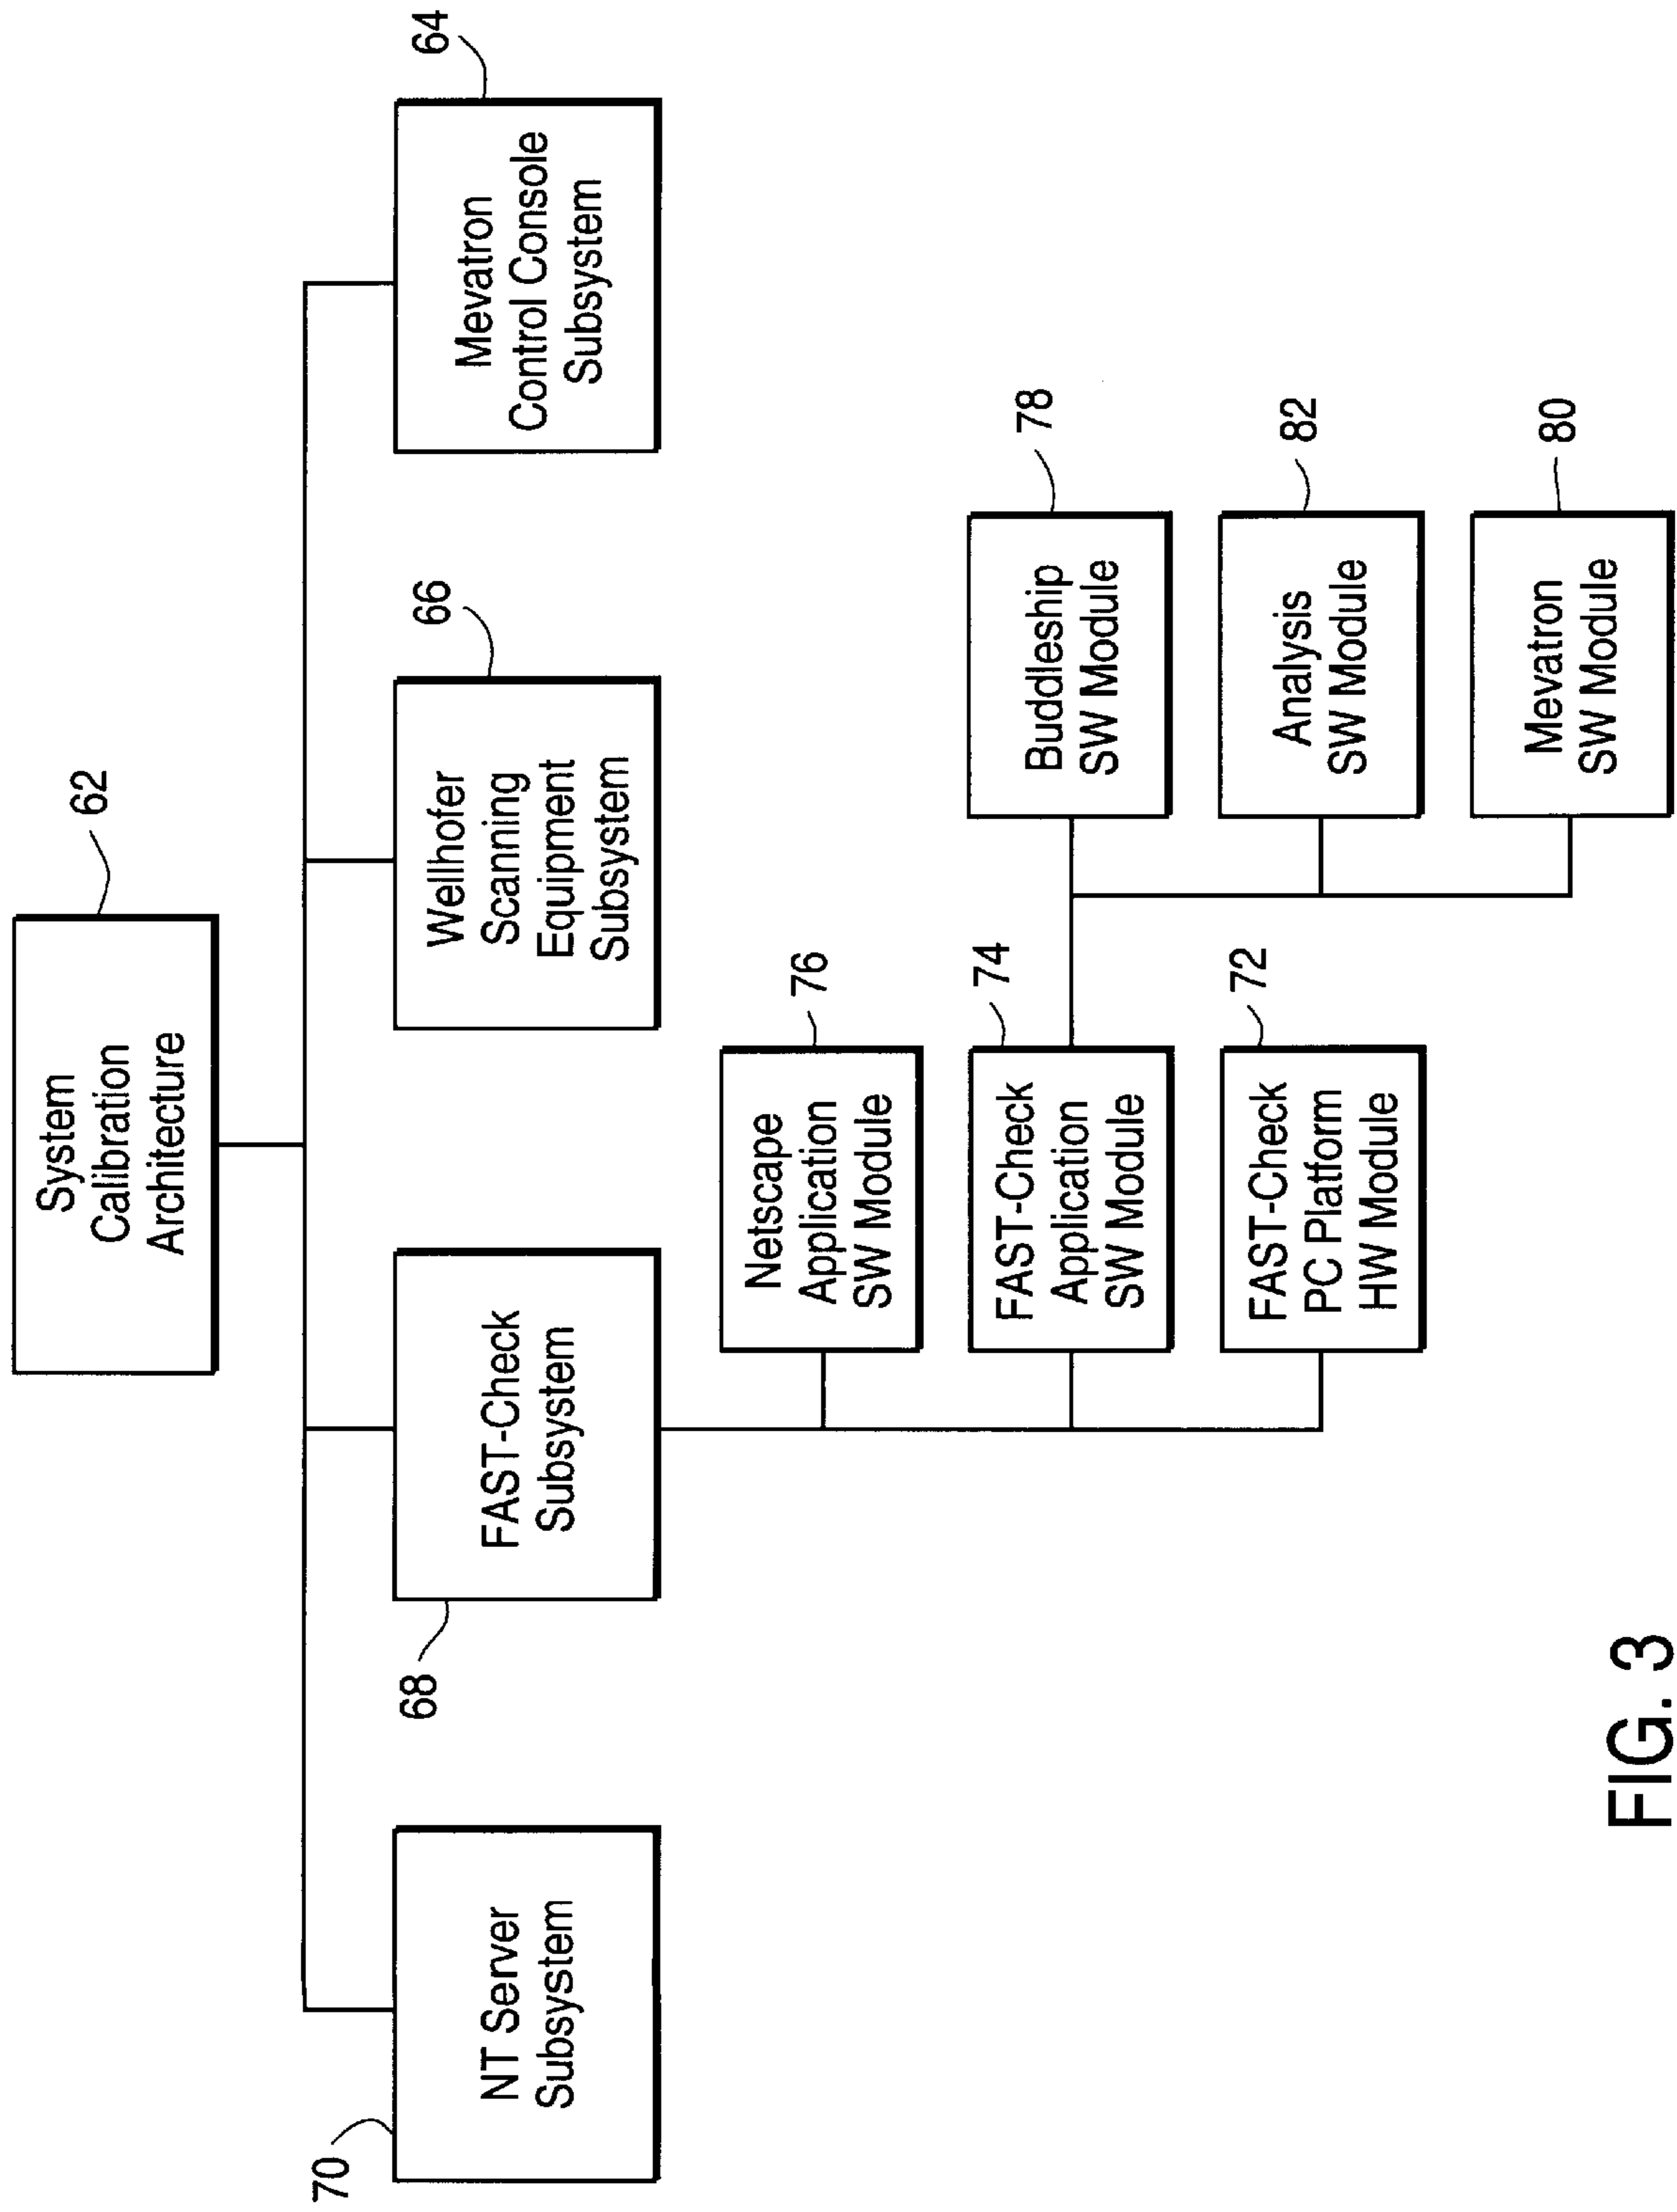 System
Calibration
Architecture
62
NT Server
Subsystem
70
FAST-Check
Subsystem
68
Wellhofer
Scanning
Equipment
Subsystem
66
Mevatron
Control Console
Subsystem
64
Netscape
Application
SW Module
76
FAST-Check
Application
SW Module
74
FAST-Check
PC Platform
HW Module
72
Buddleship
SW Module
78
Analysis
SW Module
82
Mevatron
SW Module
80
FIG. 3